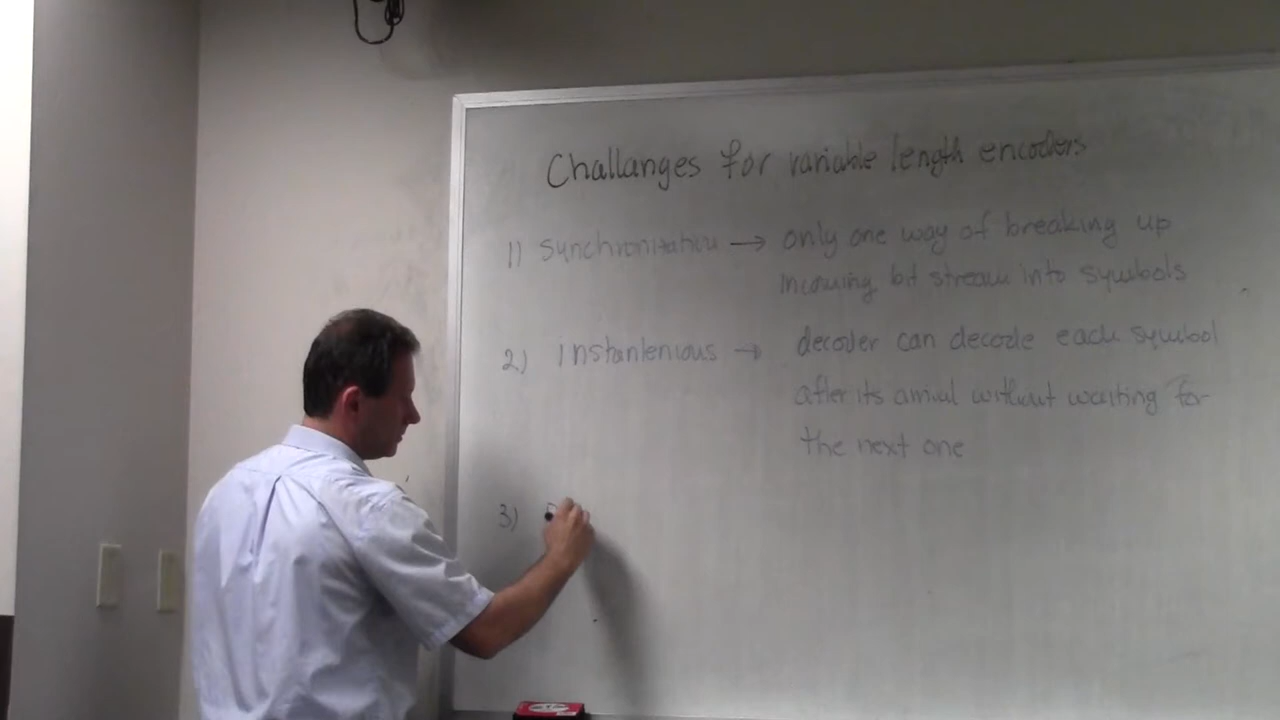 Challanges for variable length encoders
1) synchronization → only one way of breaking up
incoming bit stream into symbols
2) instantenious → decoder can decode each symbol
after its arrival without waiting for
the next one
3)